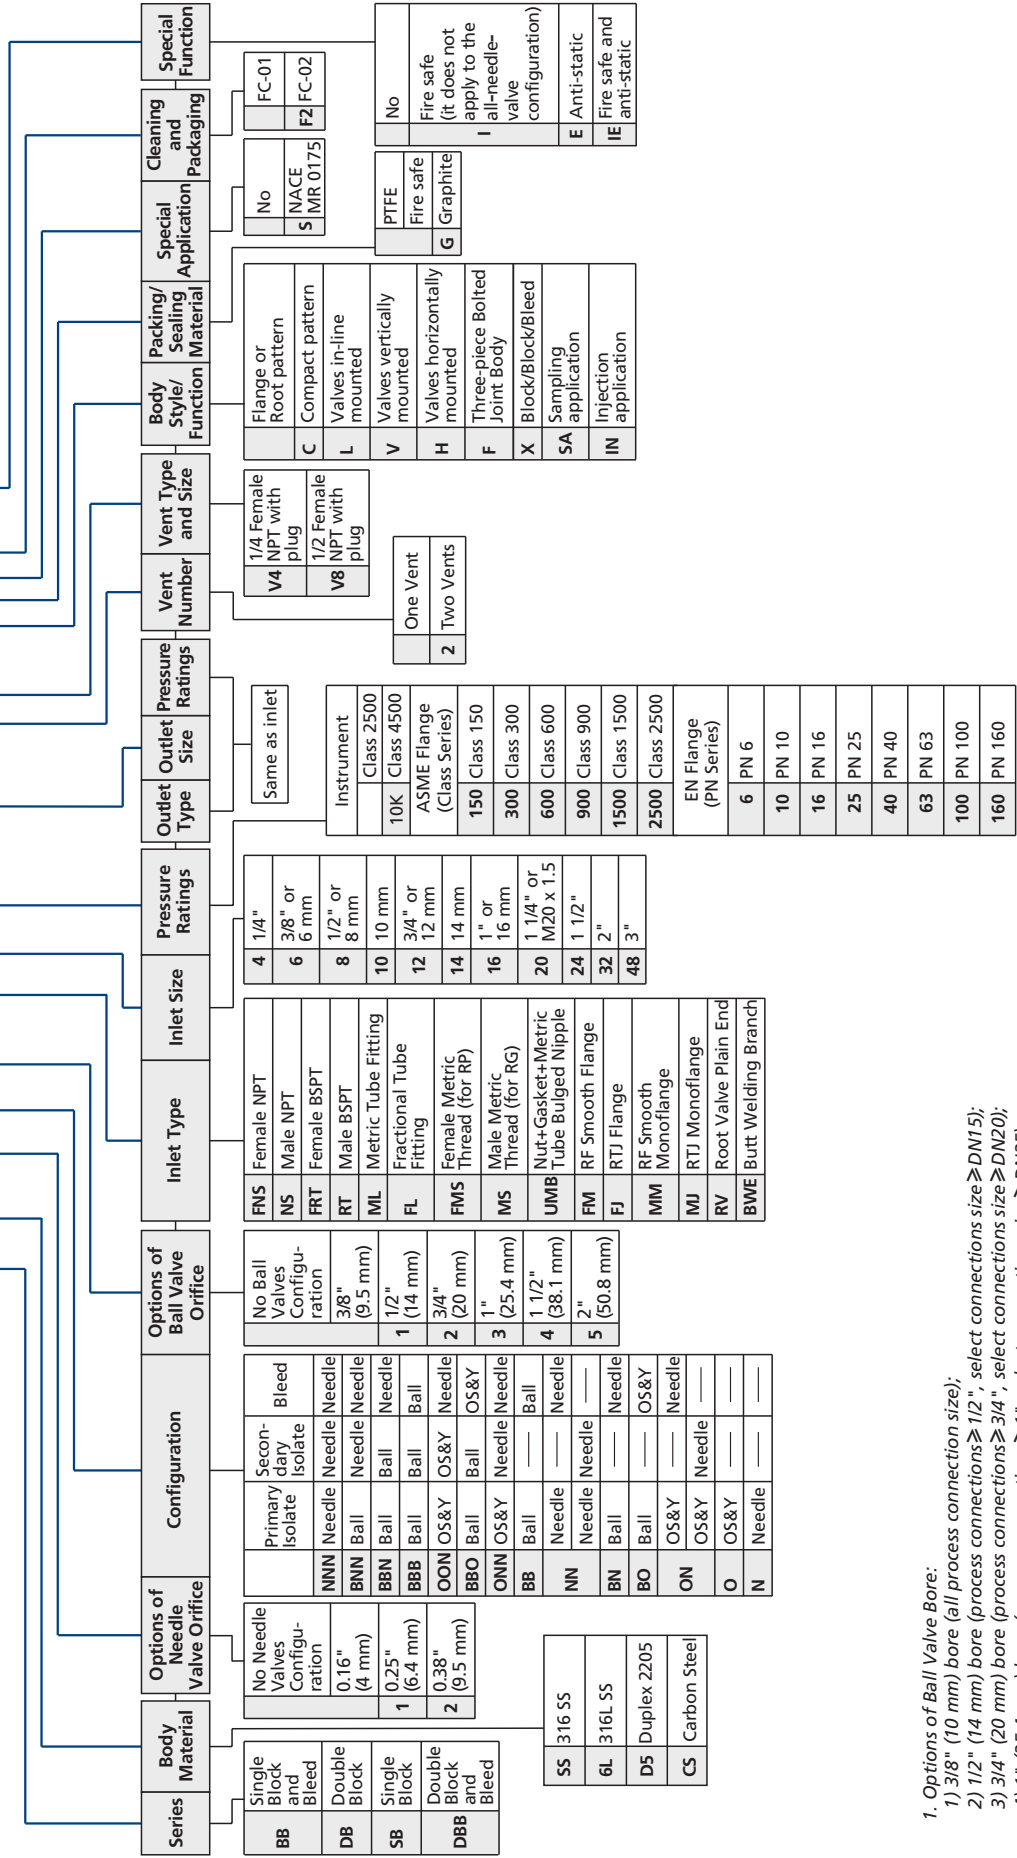 Series
Body
Material
Options of
Needle
Valve Orifice
Configuration
Options of
Ball Valve
Orifice
Inlet Type
Inlet Size
Pressure
Ratings
Outlet
Type
Outlet
Size
Pressure
Ratings
Vent
Number
Vent Type
and Size
Body
Style/
Function
Packing/
Sealing
Material
Special
Application
Cleaning
and
Packaging
Special
Function
BB Single
Block
and
Bleed
DB Double
Block
SB Single
Block
DBB Double
Block and
Bleed
SS 316 SS
6L 316L SS
D5 Duplex 2205
CS Carbon Steel
No Needle
Valves
Configu-
ration
0.16"
(4 mm)
1 0.25"
(6.4 mm)
2 0.38"
(9.5 mm)
Primary
Isolate
Secon-
dary
Isolate
Bleed
NNN Needle Needle Needle
BNN Ball Needle Needle
BBN Ball Ball Needle
BBB Ball Ball Ball
OON OS&Y OS&Y Needle
BBO Ball Ball OS&Y
ONN OS&Y Needle Needle
BB Ball — Ball
NN Needle — Needle
Needle Needle —
BN Ball — Needle
BO Ball — OS&Y
ON OS&Y — Needle
OS&Y Needle —
O OS&Y — —
N Needle — —
No Ball
Valves
Configu-
ration
3/8"
(9.5 mm)
1 1/2"
(14 mm)
2 3/4"
(20 mm)
3 1"
(25.4 mm)
4 1 1/2"
(38.1 mm)
5 2"
(50.8 mm)
FNS Female NPT
NS Male NPT
FRT Female BSPT
RT Male BSPT
ML Metric Tube Fitting
FL Fractional Tube
Fitting
FMS Female Metric
Thread (for RP)
MS Male Metric
Thread (for RG)
UMB Nut+Gasket+Metric
Tube Bulged Nipple
FM RF Smooth Flange
FJ RTJ Flange
MM RF Smooth
Monoflange
MJ RTJ Monoflange
RV Root Valve Plain End
BWE Butt Welding Branch
4 1/4"
6 3/8" or
6 mm
8 1/2" or
8 mm
10 10 mm
12 3/4" or
12 mm
14 14 mm
16 1" or
16 mm
20 1 1/4" or
M20 x 1.5
24 1 1/2"
32 2"
48 3"
Instrument
Class 2500
10K Class 4500
ASME Flange
(Class Series)
150 Class 150
300 Class 300
600 Class 600
900 Class 900
1500 Class 1500
2500 Class 2500
EN Flange
(PN Series)
6 PN 6
10 PN 10
16 PN 16
25 PN 25
40 PN 40
63 PN 63
100 PN 100
160 PN 160
Same as inlet
One Vent
2 Two Vents
V4 1/4 Female
NPT with
plug
V8 1/2 Female
NPT with
plug
Flange or
Root pattern
C Compact pattern
L Valves in-line
mounted
V Valves vertically
mounted
H Valves horizontally
mounted
F Three-piece Bolted
Joint Body
X Block/Block/Bleed
SA Sampling
application
IN Injection
application
PTFE
Fire safe
G Graphite
No
S NACE
MR 0175
FC-01
F2 FC-02
No
I Fire safe
(it does not
apply to the
all-needle-
valve
configuration)
E Anti-static
IE Fire safe and
anti-static
1. Options of Ball Valve Bore:
1) 3/8" (10 mm) bore (all process connection size);
2) 1/2" (14 mm) bore (process connections≥1/2", select connections size≥DN15);
3) 3/4" (20 mm) bore (process connections≥3/4", select connections size≥DN20);